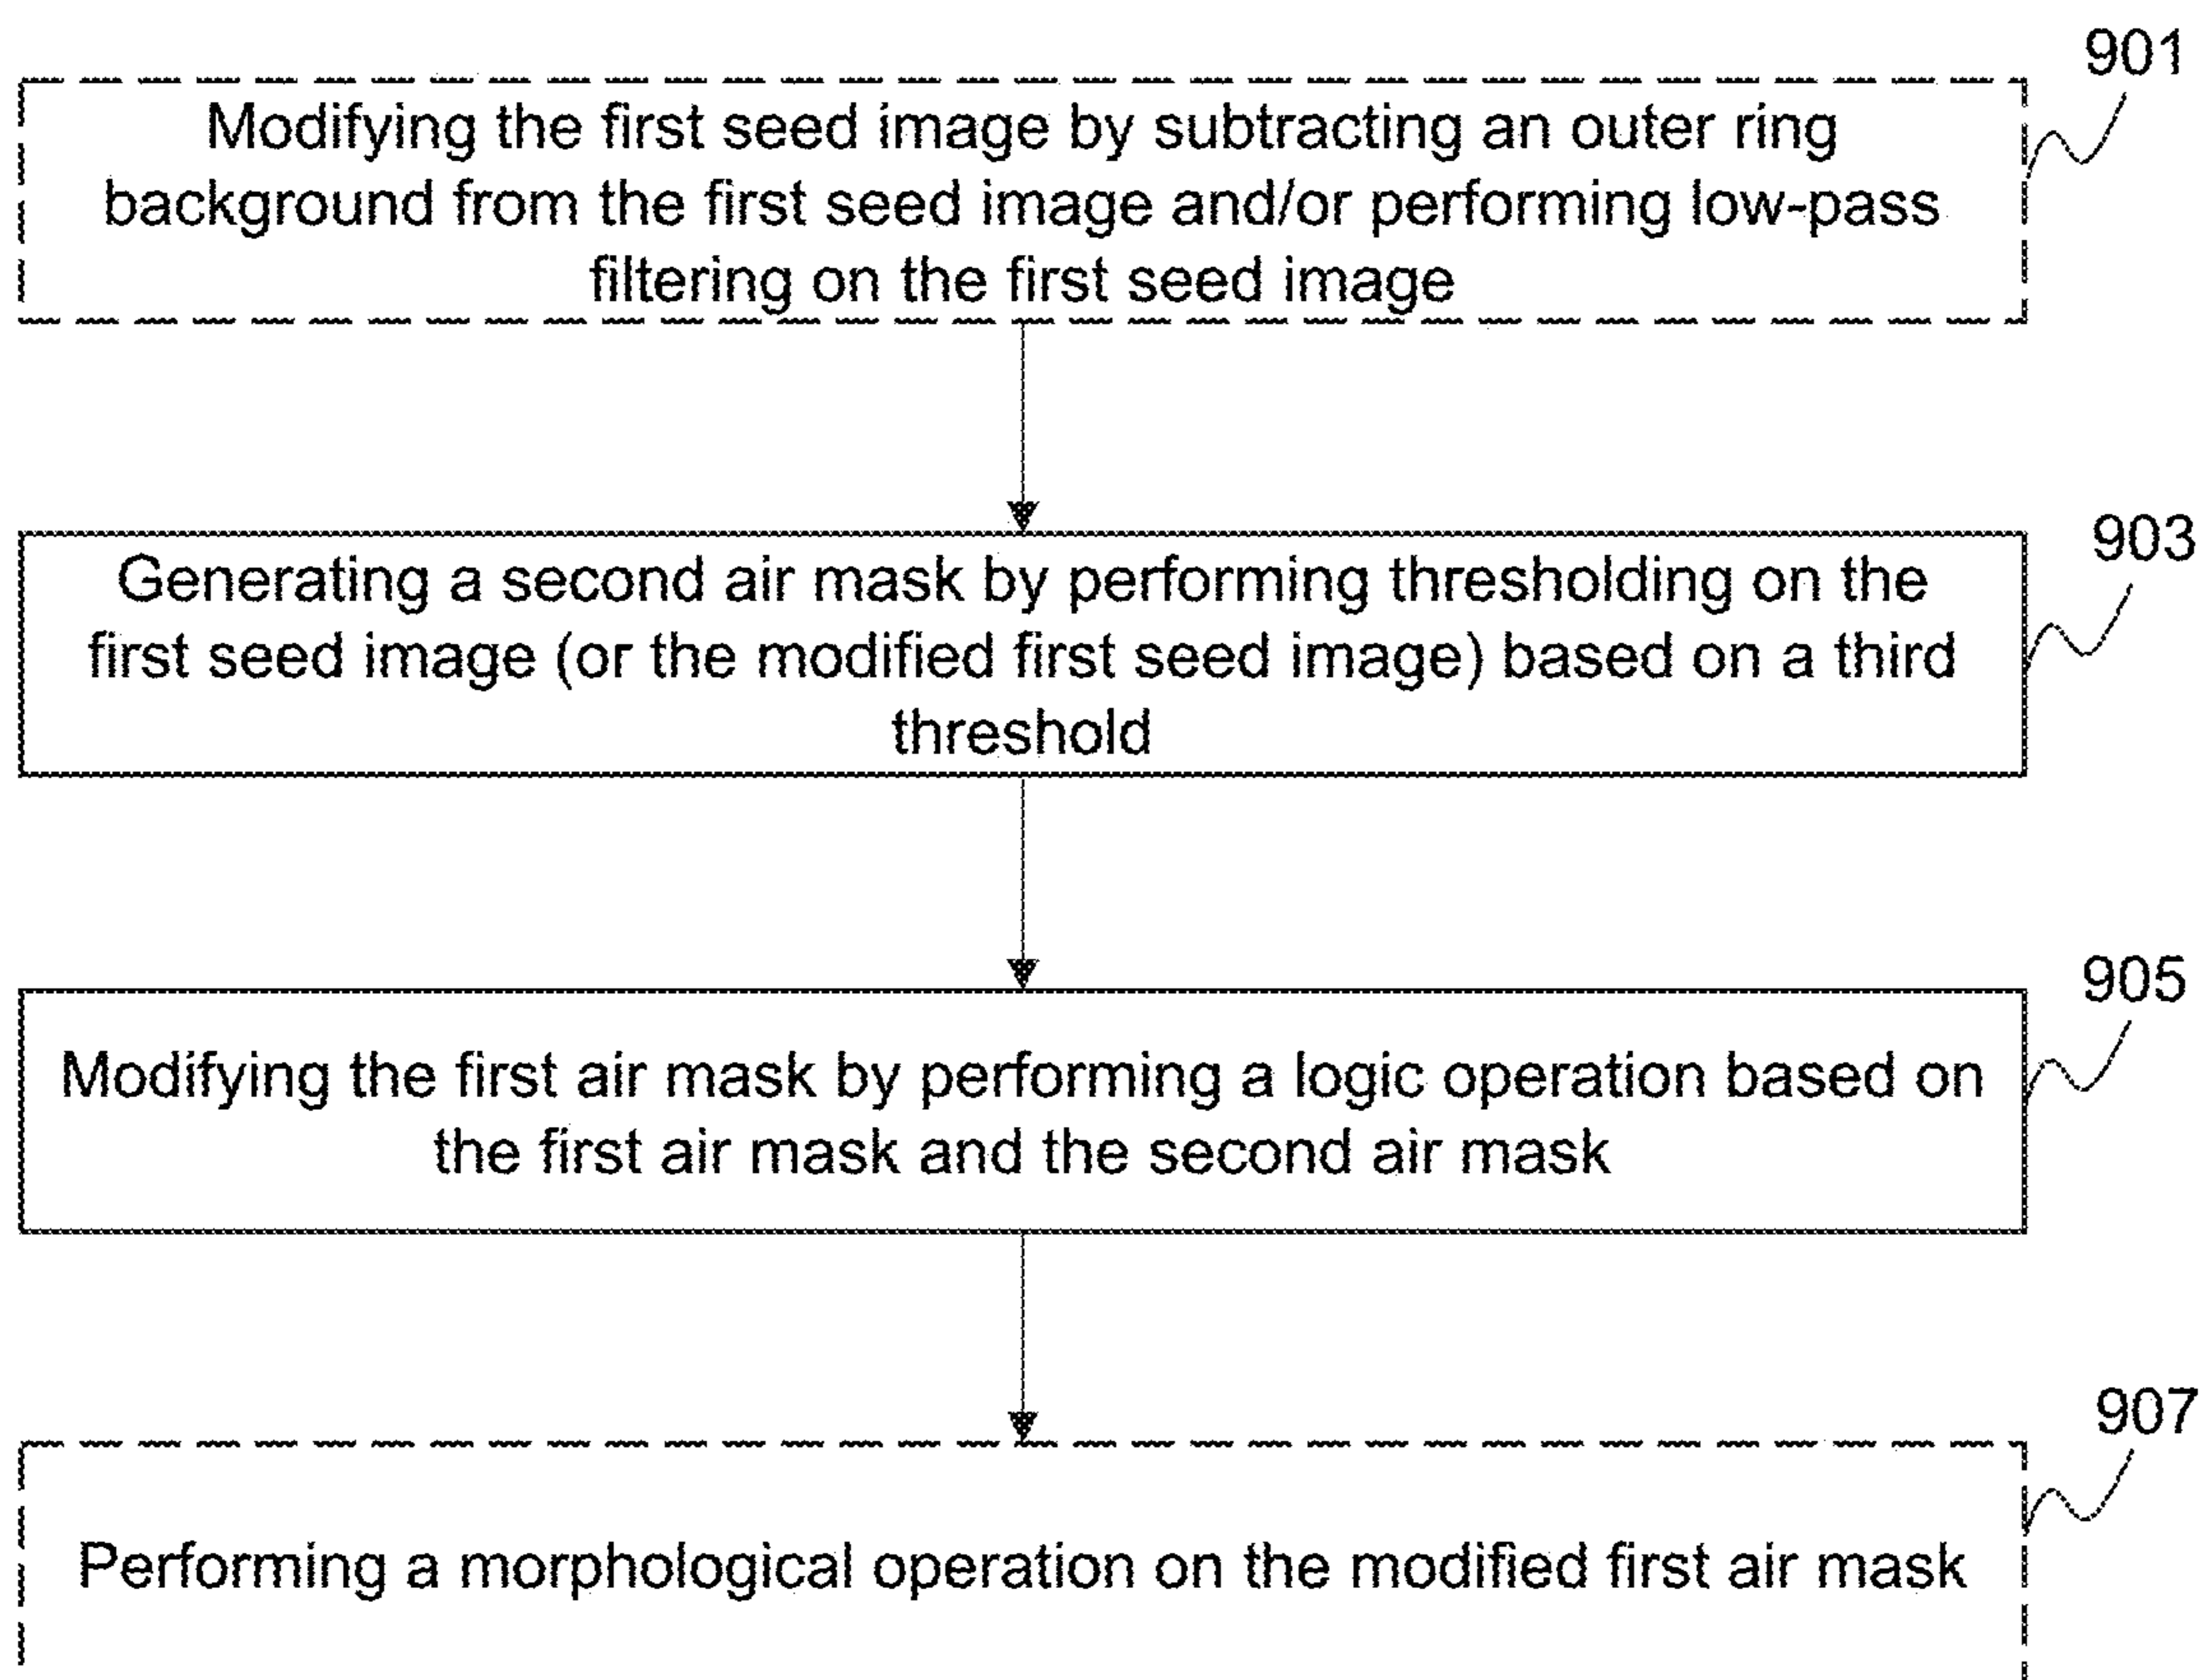 901
Modifying the first seed image by subtracting an outer ring
background from the first seed image and/or performing low-pass
filtering on the first seed image
903
Generating a second air mask by performing thresholding on the
first seed image (or the modified first seed image) based on a third
threshold
905
Modifying the first air mask by performing a logic operation based on
the first air mask and the second air mask
907
Performing a morphological operation on the modified first air mask